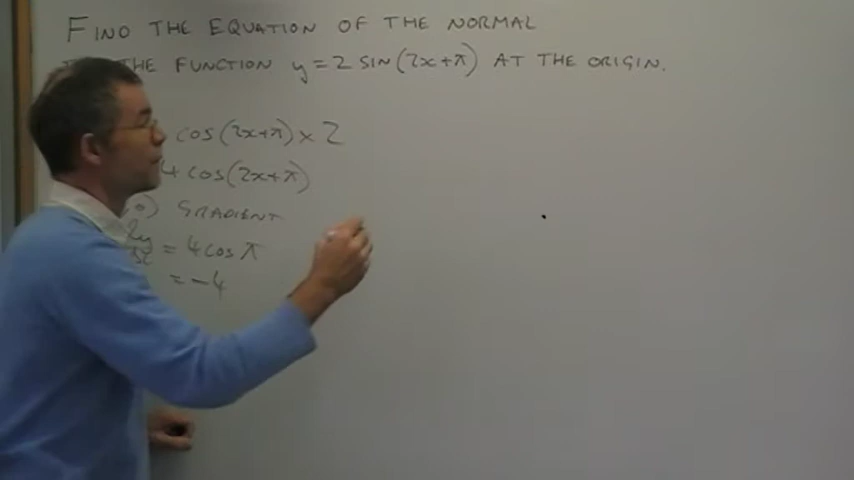 FIND THE EQUATION OF THE NORMAL
THE FUNCTION y = 2 SIN(2x+π) AT THE ORIGIN.
cos(2x+π) × 2
4 cos(2x+π)
0) GRADIENT
= 4 cos π
= -4